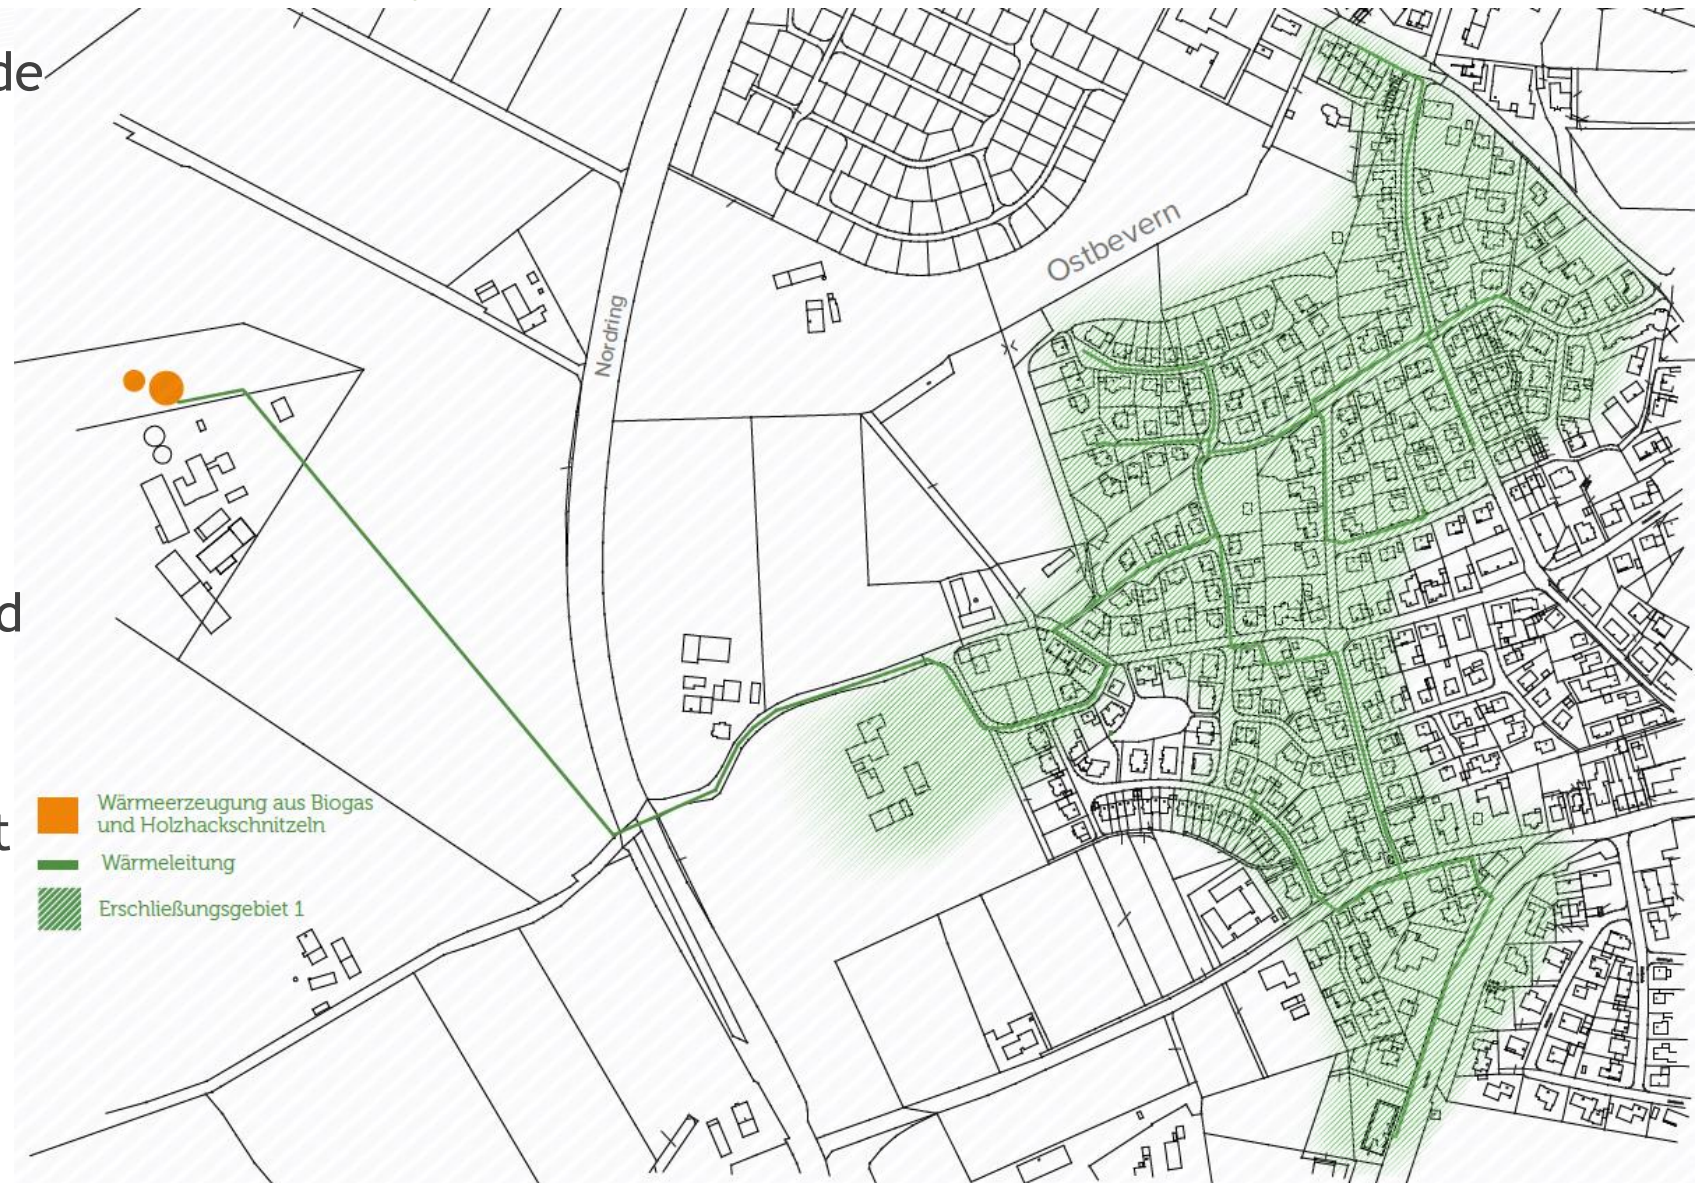 de
Ostbevern
Nordring
d
t
Wärmeerzeugung aus Biogas
und Holzhackschnitzeln
Wärmeleitung
Erschließungsgebiet 1